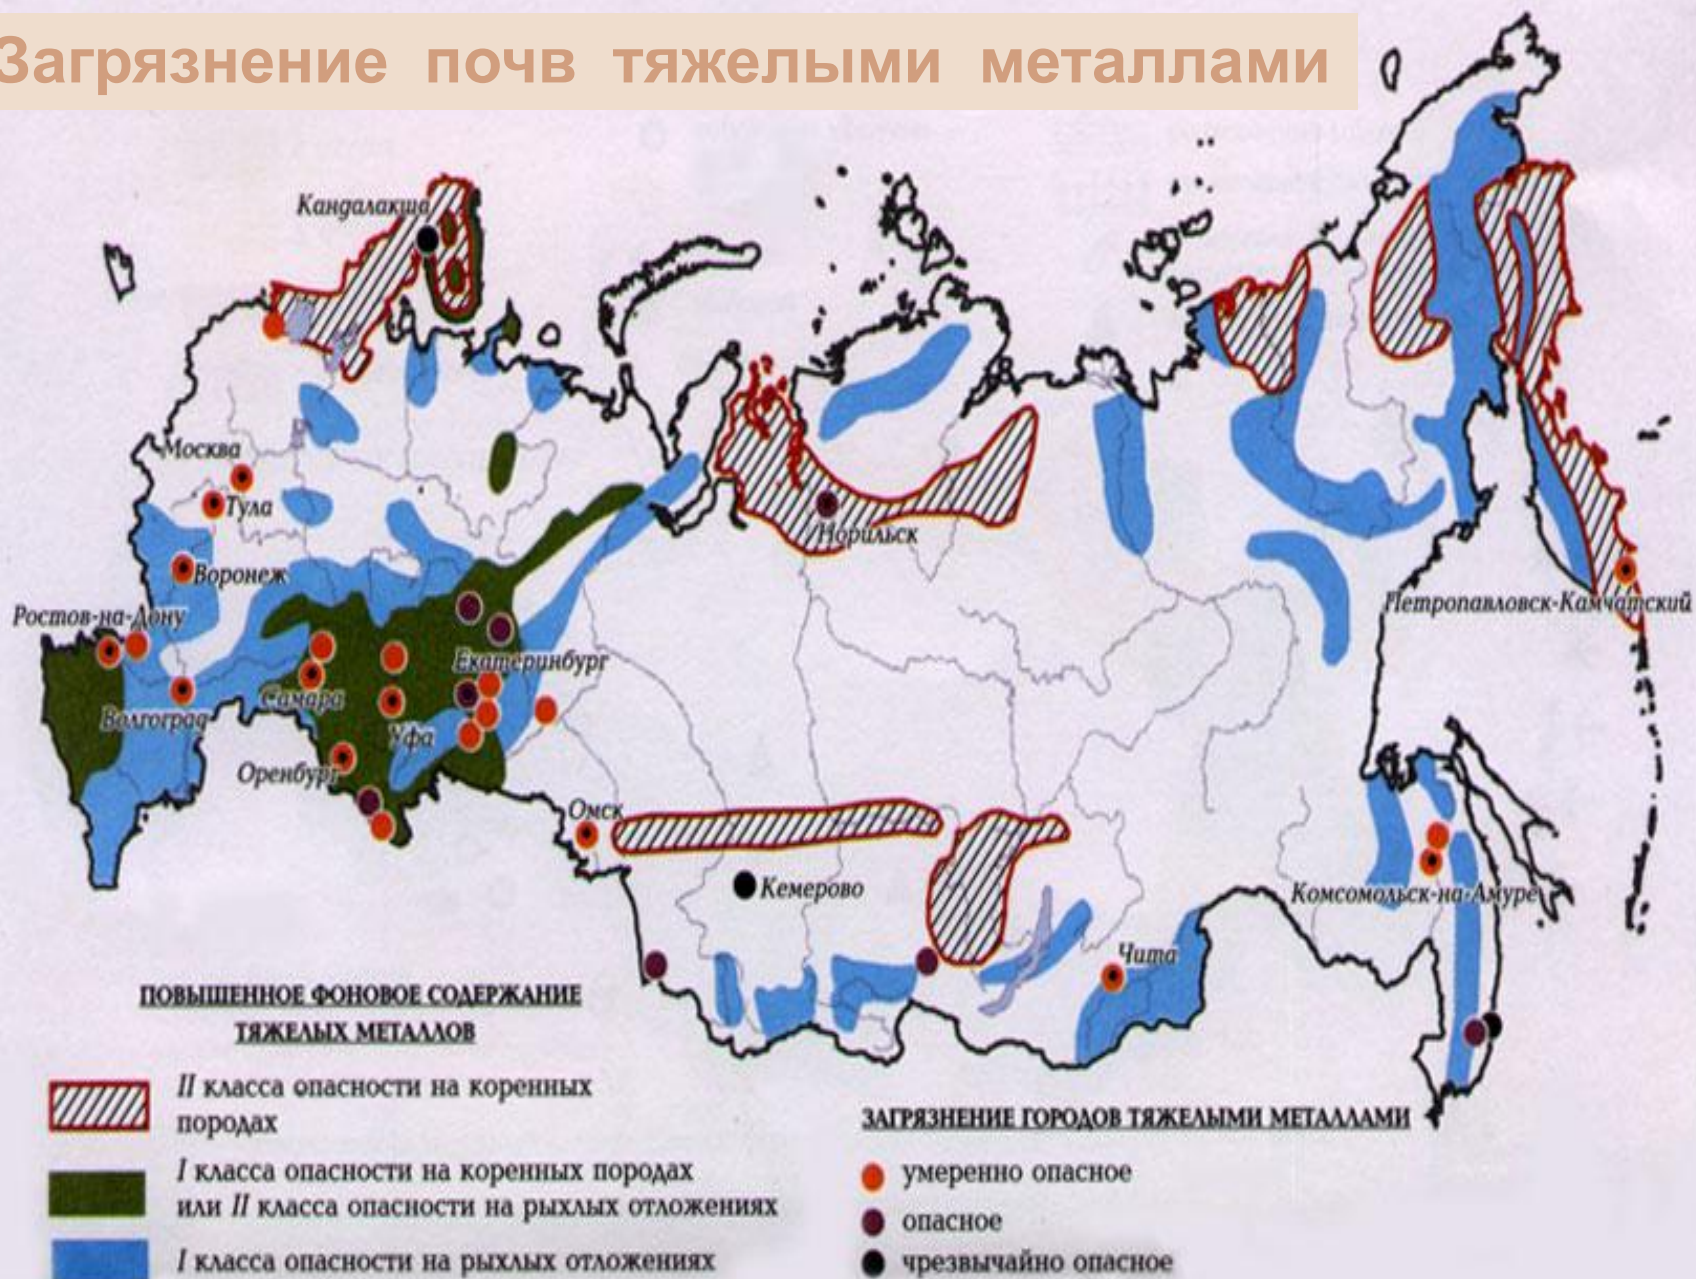 Загрязнение почв тяжелыми металлами
Кандалакша
Москва
Тула
Воронеж
Ростов-на-Дону
Волгоград
Самара
Уфа
Оренбург
Екатеринбург
Норильск
Омск
Кемерово
Чита
Петропавловск-Камчатский
Комсомольск-на-Амуре
ПОВЫШЕННОЕ ФОНОВОЕ СОДЕРЖАНИЕ
ТЯЖЕЛЫХ МЕТАЛЛОВ
II класса опасности на коренных
породах
I класса опасности на коренных породах
или II класса опасности на рыхлых отложениях
I класса опасности на рыхлых отложениях
ЗАГРЯЗНЕНИЕ ГОРОДОВ ТЯЖЕЛЫМИ МЕТАЛЛАМИ
умеренно опасное
опасное
чрезвычайно опасное